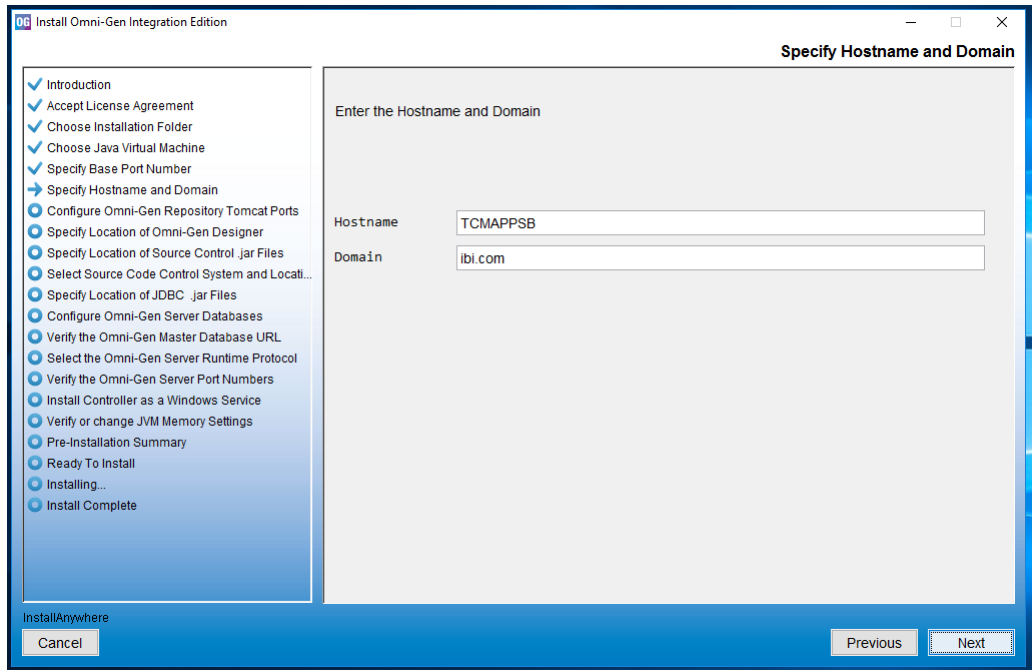 OG Install Omni-Gen Integration Edition
Specify Hostname and Domain
Introduction
Accept License Agreement
Choose Installation Folder
Choose Java Virtual Machine
Specify Base Port Number
Specify Hostname and Domain
Configure Omni-Gen Repository Tomcat Ports
Specify Location of Omni-Gen Designer
Specify Location of Source Control .jar Files
Select Source Code Control System and Locati...
Specify Location of JDBC .jar Files
Configure Omni-Gen Server Databases
Verify the Omni-Gen Master Database URL
Select the Omni-Gen Server Runtime Protocol
Verify the Omni-Gen Server Port Numbers
Install Controller as a Windows Service
Verify or change JVM Memory Settings
Pre-Installation Summary
Ready To Install
Installing...
Install Complete
Enter the Hostname and Domain
Hostname TCMAPPSB
Domain ibi.com
InstallAnywhere
Cancel Previous Next